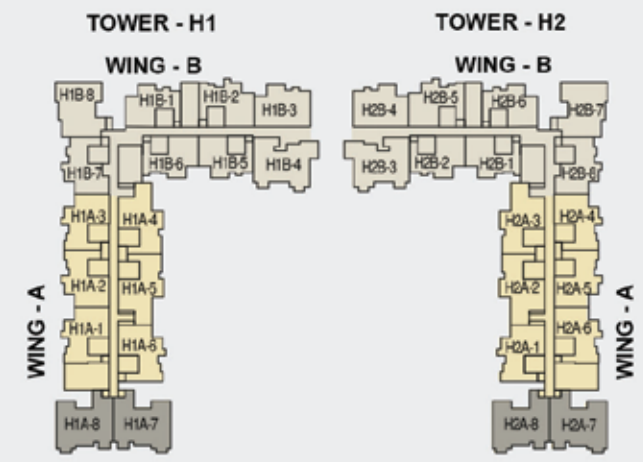 TOWER - H1
TOWER - H2
WING - B
WING - B
H1B-8
H1B-1
H1B-2
H1B-3
H1B-7
H1B-6
H1B-5
H1B-4
H1A-3
H1A-4
H1A-2
H1A-5
H1A-1
H1A-6
H1A-8
H1A-7
WING - A
H2B-4
H2B-5
H2B-6
H2B-7
H2B-3
H2B-2
H2B-1
H2B-8
H2A-3
H2A-4
H2A-2
H2A-5
H2A-1
H2A-6
H2A-8
H2A-7
WING - A